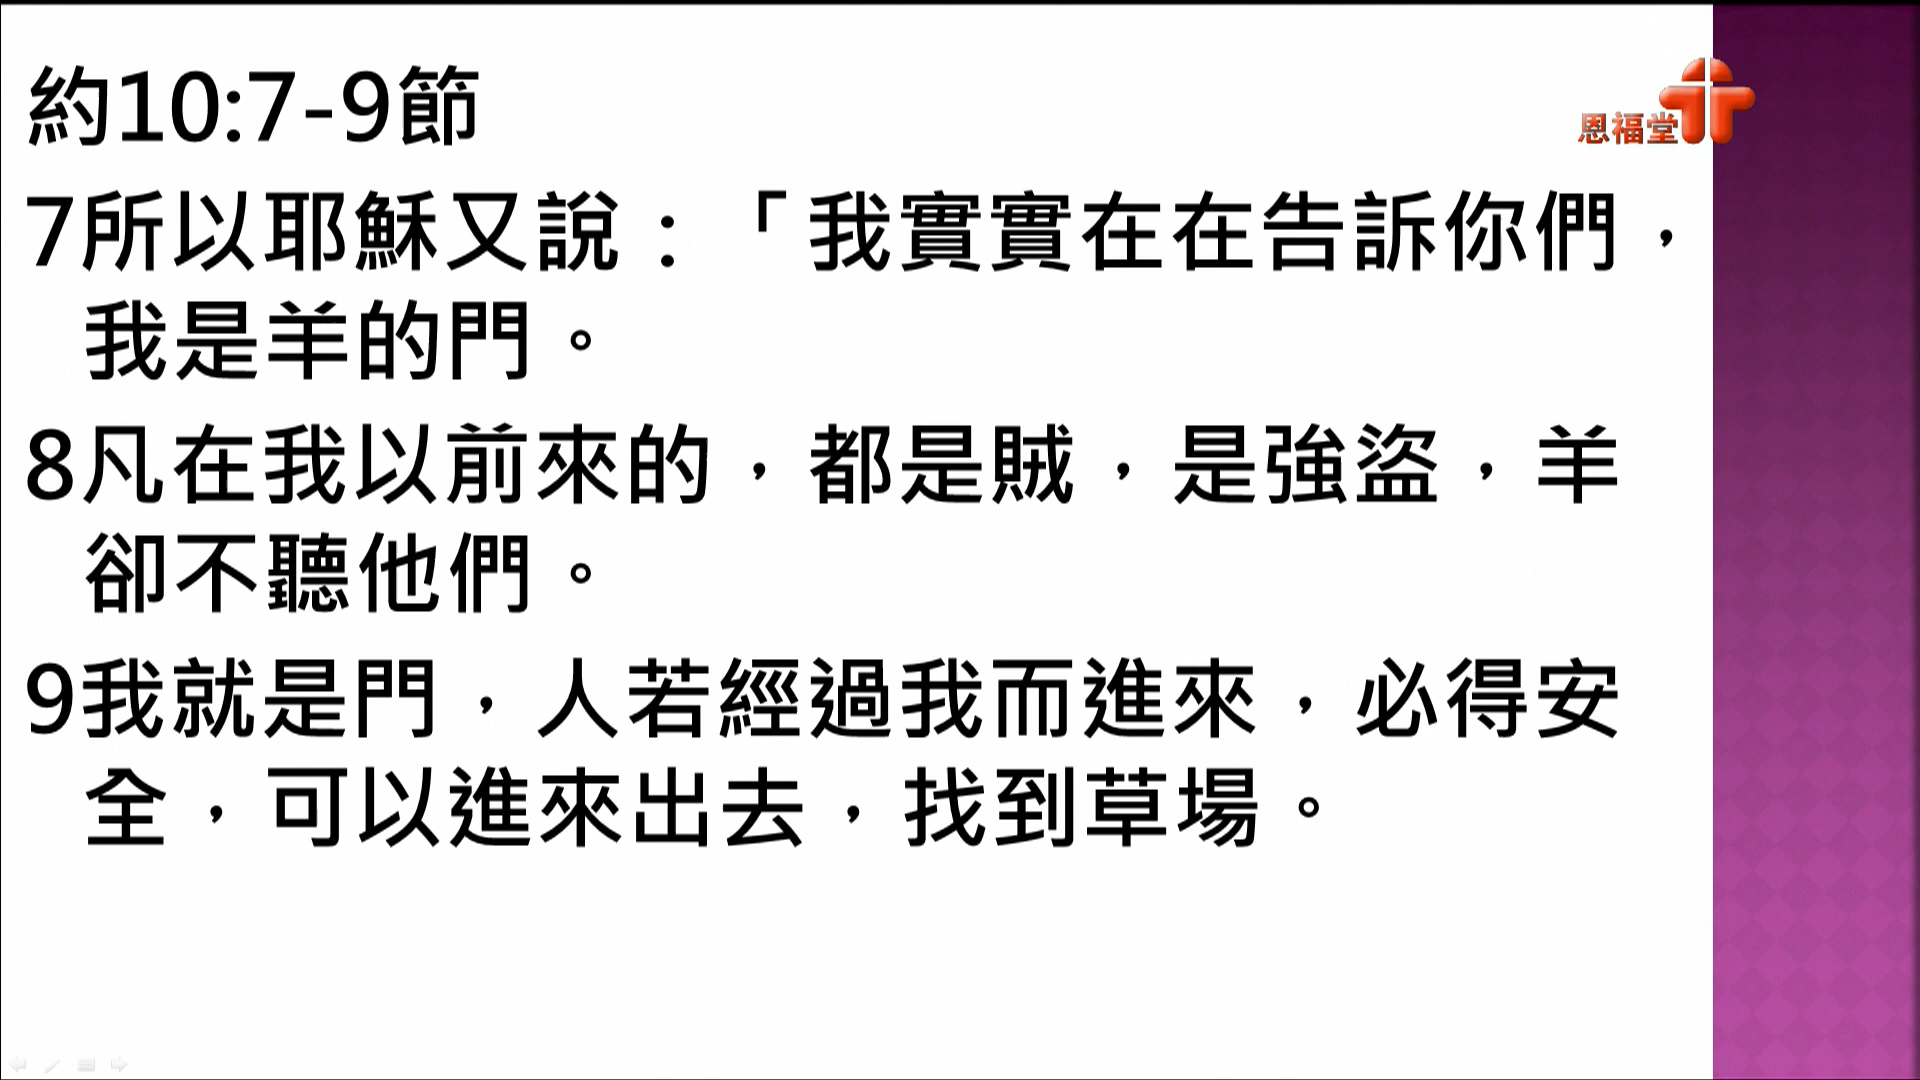 約10:7-9節
恩福堂
7所以耶穌又說：「我實實在在告訴你們，
我是羊的門。
8凡在我以前來的，都是賊，是強盜，羊
卻不聽他們。
9我就是門，人若經過我而進來，必得安
全，可以進來出去，找到草場。